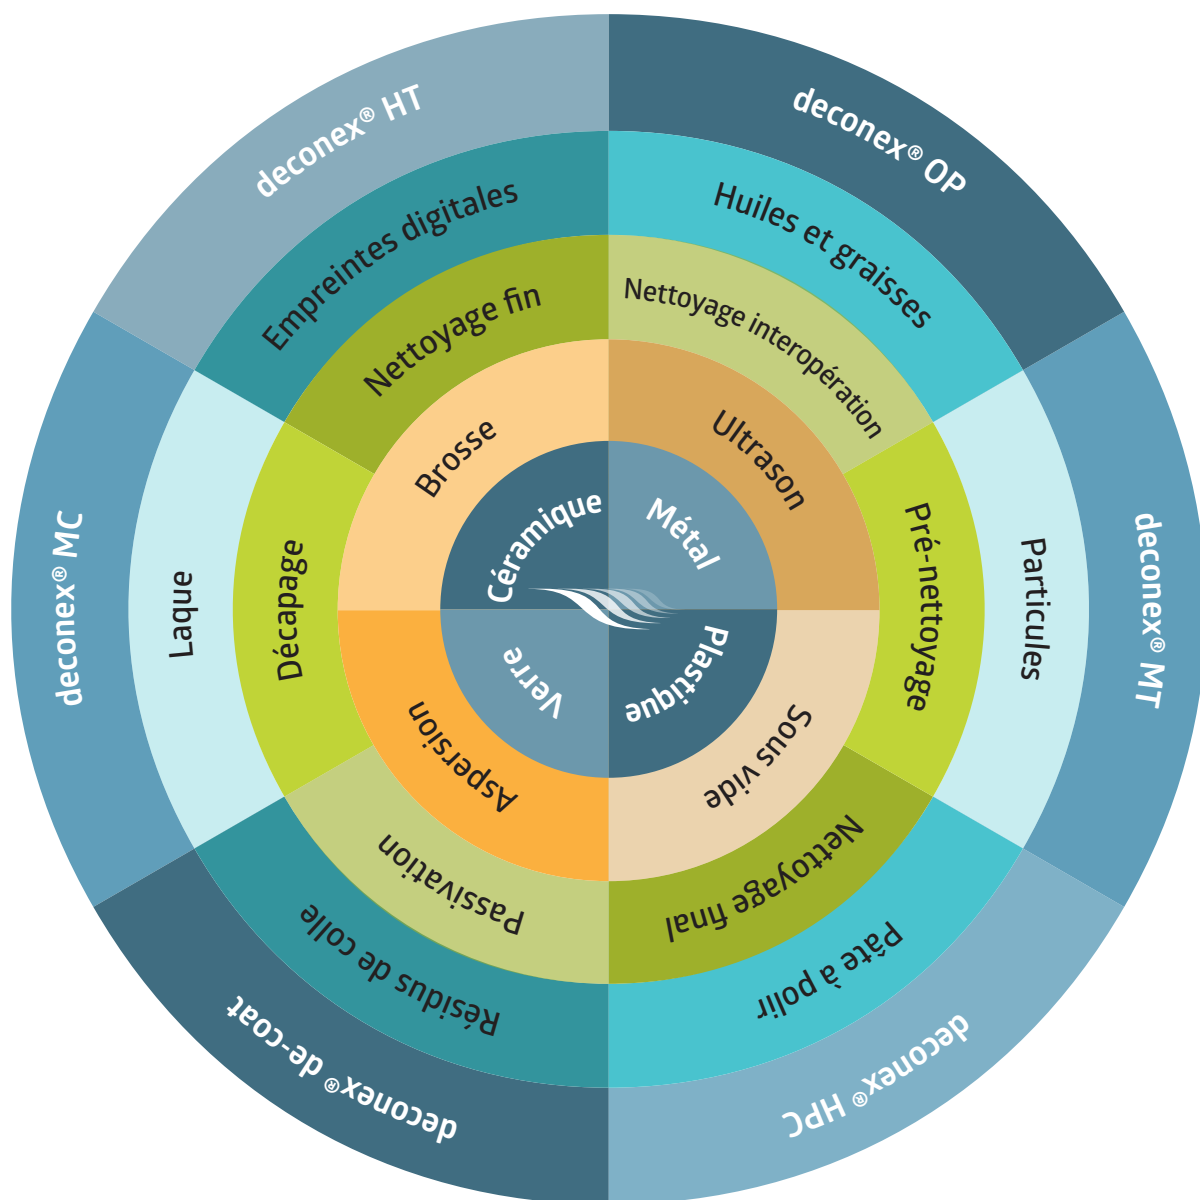 deconex® HT
deconex® OP
deconex® MT
deconex® HPC
deconex® de-coat
deconex® MC
Empreintes digitales
Huiles et graisses
Particules
Pâte à polir
Résidus de colle
Laque
Nettoyage fin
Nettoyage interopération
Pré-nettoyage
Nettoyage final
Passivation
Décapage
Brosse
Ultrason
Sous vide
Aspersion
Céramique
Métal
Plastique
Verre